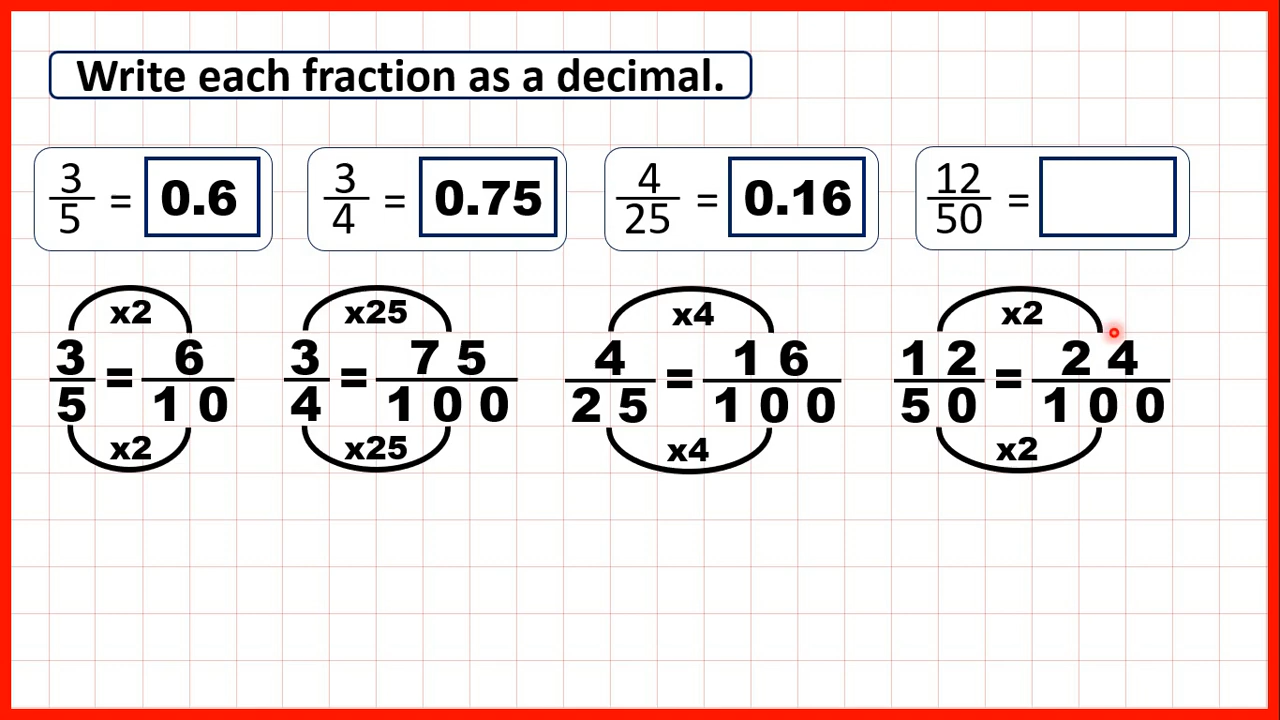 Write each fraction as a decimal.
3/5 = 0.6
3/4 = 0.75
4/25 = 0.16
12/50 =
x2
x25
x4
x2
3/5 = 6/10
3/4 = 75/100
4/25 = 16/100
12/50 = 24/100
x2
x25
x4
x2